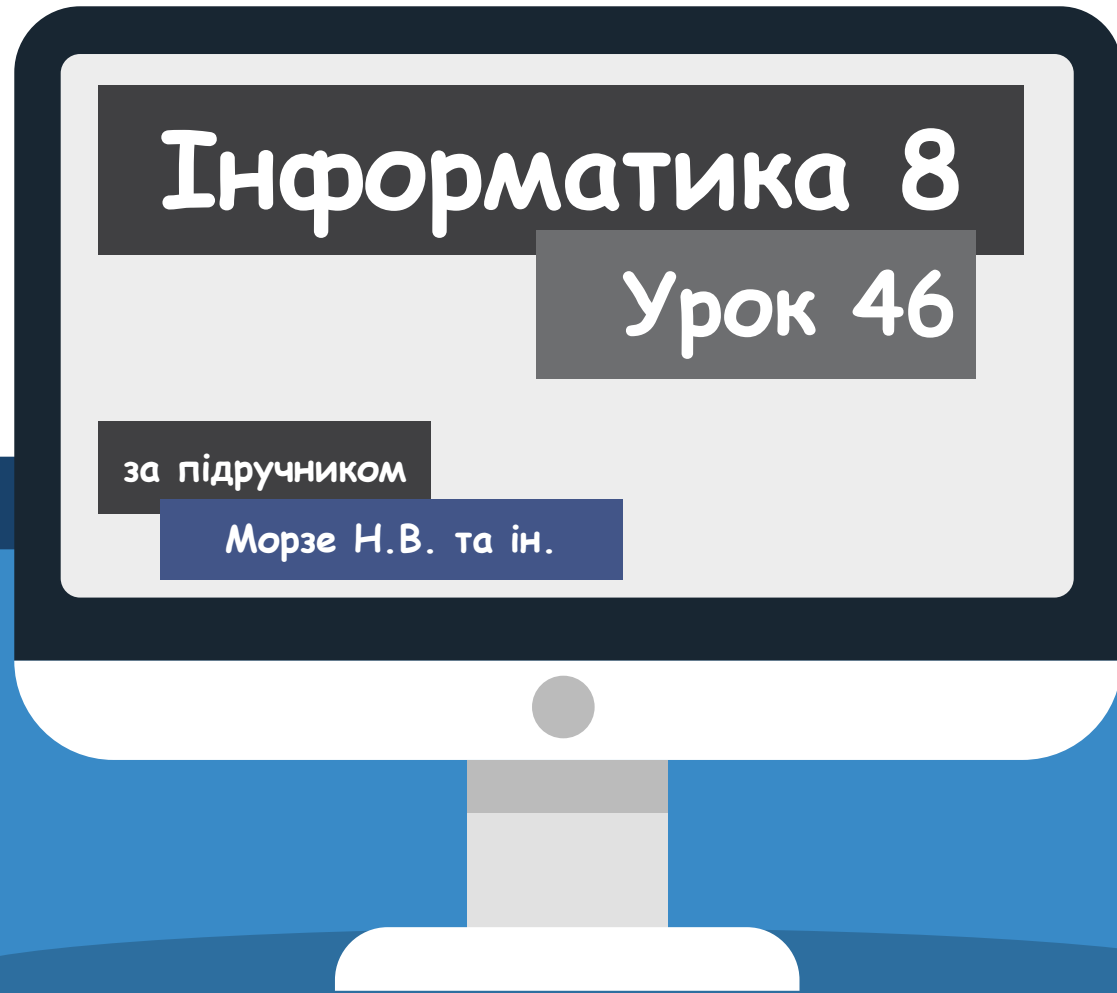 Інформатика 8
Урок 46
за підручником
Морзе Н.В. та ін.